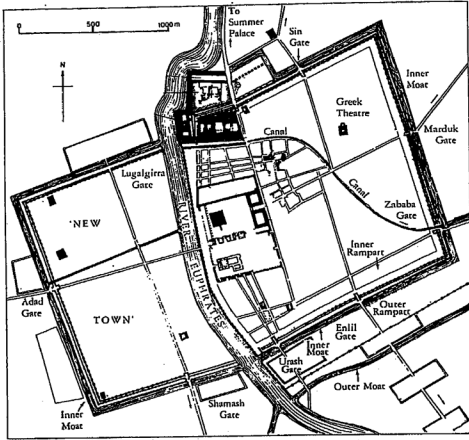 0 500 1000 m
To
Summer
Palace
Sin
Gate
N
Inner
Moat
Greek
Theatre
Marduk
Gate
Canal
Lugalgirra
Gate
Canal
Zababa
Gate
'NEW
RIVER EUPHRATES
Inner
Rampart
Adad
Gate
Outer
Rampart
TOWN'
Enlil
Gate
Inner
Moat
Urash
Gate
Outer Moat
Shamash
Gate
Inner
Moat